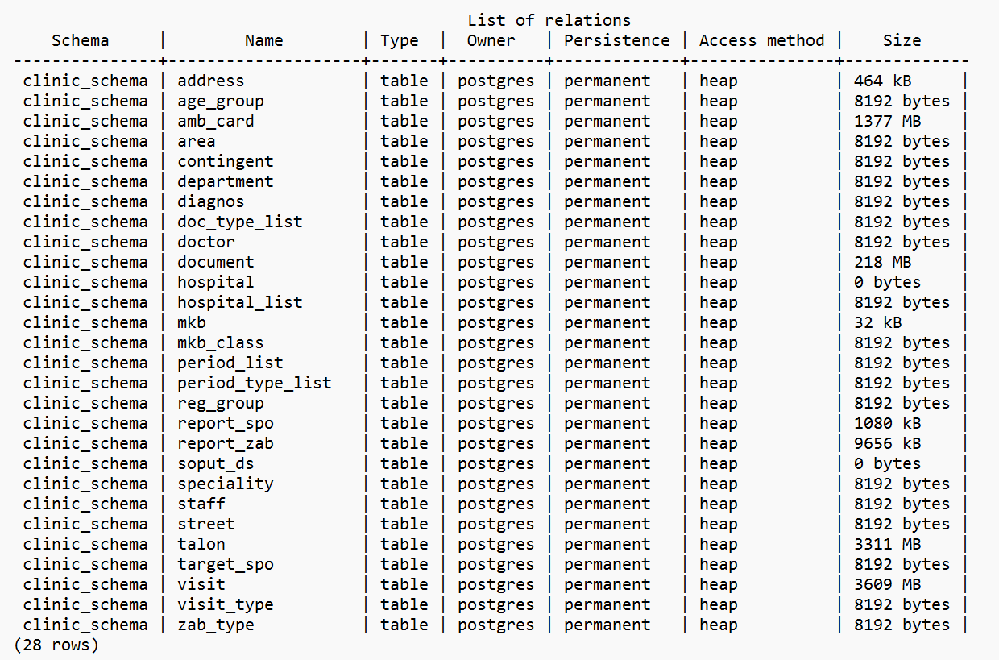 List of relations
    Schema     |        Name        | Type  |  Owner   | Persistence | Access method |    Size
---------------+--------------------+-------+----------+-------------+---------------+-------------
 clinic_schema | address            | table | postgres | permanent   | heap          | 464 kB     |
 clinic_schema | age_group          | table | postgres | permanent   | heap          | 8192 bytes |
 clinic_schema | amb_card           | table | postgres | permanent   | heap          | 1377 MB    |
 clinic_schema | area               | table | postgres | permanent   | heap          | 8192 bytes |
 clinic_schema | contingent         | table | postgres | permanent   | heap          | 8192 bytes |
 clinic_schema | department         | table | postgres | permanent   | heap          | 8192 bytes |
 clinic_schema | diagnos            | table | postgres | permanent   | heap          | 8192 bytes |
 clinic_schema | doc_type_list      | table | postgres | permanent   | heap          | 8192 bytes |
 clinic_schema | doctor             | table | postgres | permanent   | heap          | 8192 bytes |
 clinic_schema | document           | table | postgres | permanent   | heap          | 218 MB     |
 clinic_schema | hospital           | table | postgres | permanent   | heap          | 0 bytes    |
 clinic_schema | hospital_list      | table | postgres | permanent   | heap          | 8192 bytes |
 clinic_schema | mkb                | table | postgres | permanent   | heap          | 32 kB      |
 clinic_schema | mkb_class          | table | postgres | permanent   | heap          | 8192 bytes |
 clinic_schema | period_list        | table | postgres | permanent   | heap          | 8192 bytes |
 clinic_schema | period_type_list   | table | postgres | permanent   | heap          | 8192 bytes |
 clinic_schema | reg_group          | table | postgres | permanent   | heap          | 8192 bytes |
 clinic_schema | report_spo         | table | postgres | permanent   | heap          | 1080 kB    |
 clinic_schema | report_zab         | table | postgres | permanent   | heap          | 9656 kB    |
 clinic_schema | soput_ds           | table | postgres | permanent   | heap          | 0 bytes    |
 clinic_schema | speciality         | table | postgres | permanent   | heap          | 8192 bytes |
 clinic_schema | staff              | table | postgres | permanent   | heap          | 8192 bytes |
 clinic_schema | street             | table | postgres | permanent   | heap          | 8192 bytes |
 clinic_schema | talon              | table | postgres | permanent   | heap          | 3311 MB    |
 clinic_schema | target_spo         | table | postgres | permanent   | heap          | 8192 bytes |
 clinic_schema | visit              | table | postgres | permanent   | heap          | 3609 MB    |
 clinic_schema | visit_type         | table | postgres | permanent   | heap          | 8192 bytes |
 clinic_schema | zab_type           | table | postgres | permanent   | heap          | 8192 bytes |
(28 rows)